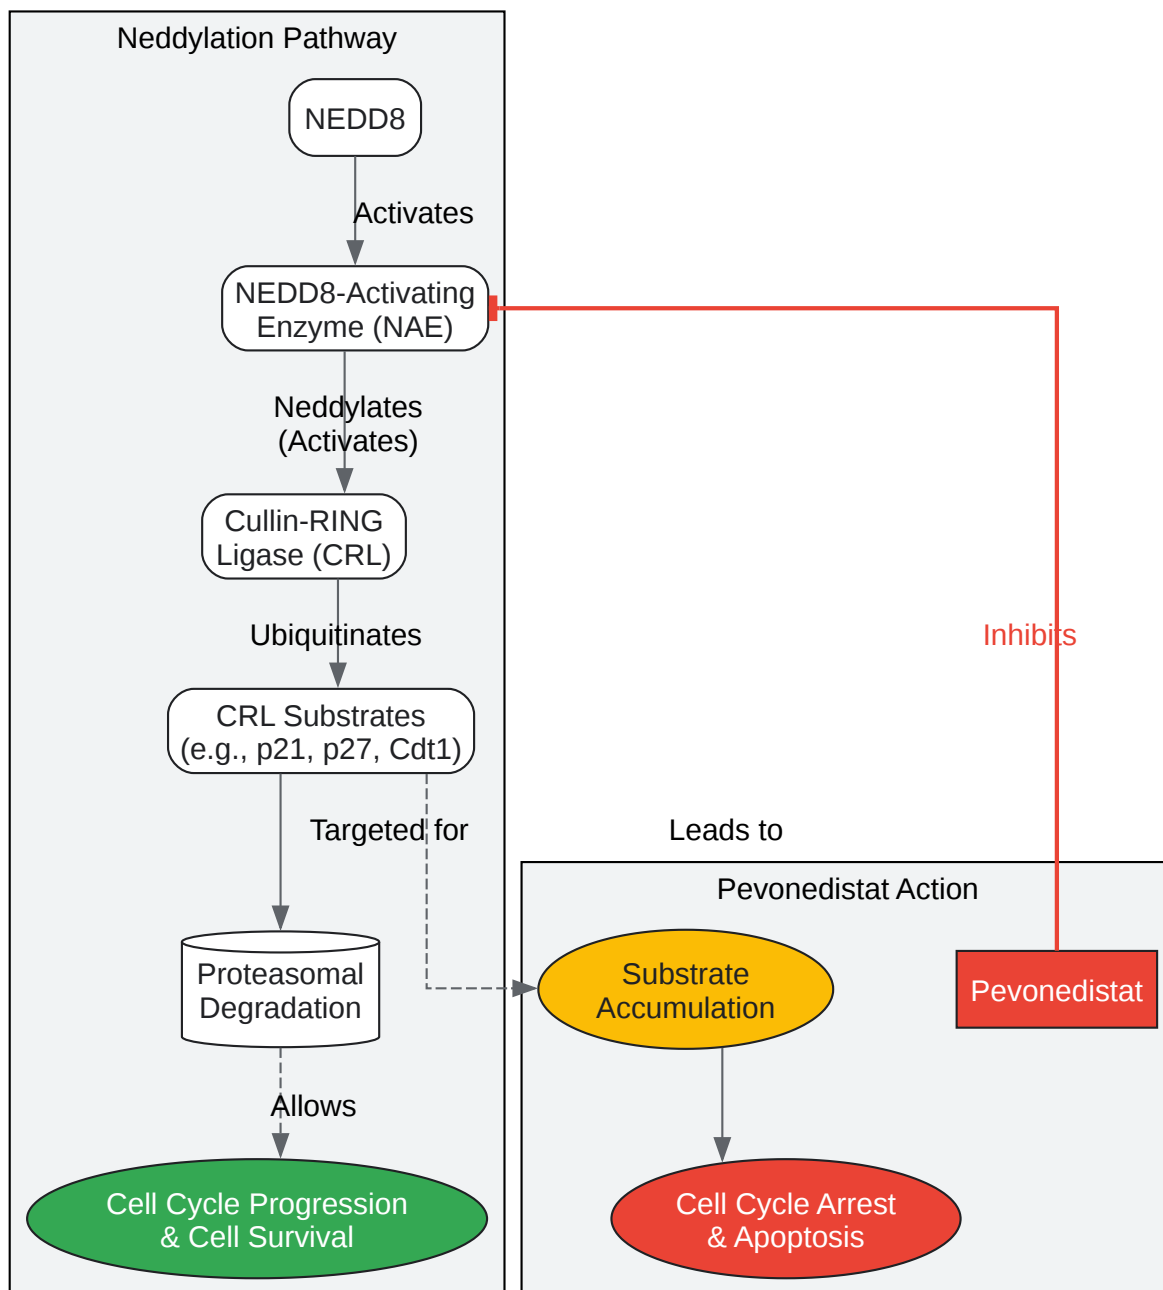 Neddylation Pathway
NEDD8
Activates
NEDD8-Activating
Enzyme (NAE)
Neddylates
(Activates)
Cullin-RING
Ligase (CRL)
Ubiquitinates
Inhibits
CRL Substrates
(e.g., p21, p27, Cdt1)
Targeted for
Leads to
Pevonedistat Action
Proteasomal
Degradation
Substrate
Accumulation
Pevonedistat
Allows
Cell Cycle Progression
& Cell Survival
Cell Cycle Arrest
& Apoptosis